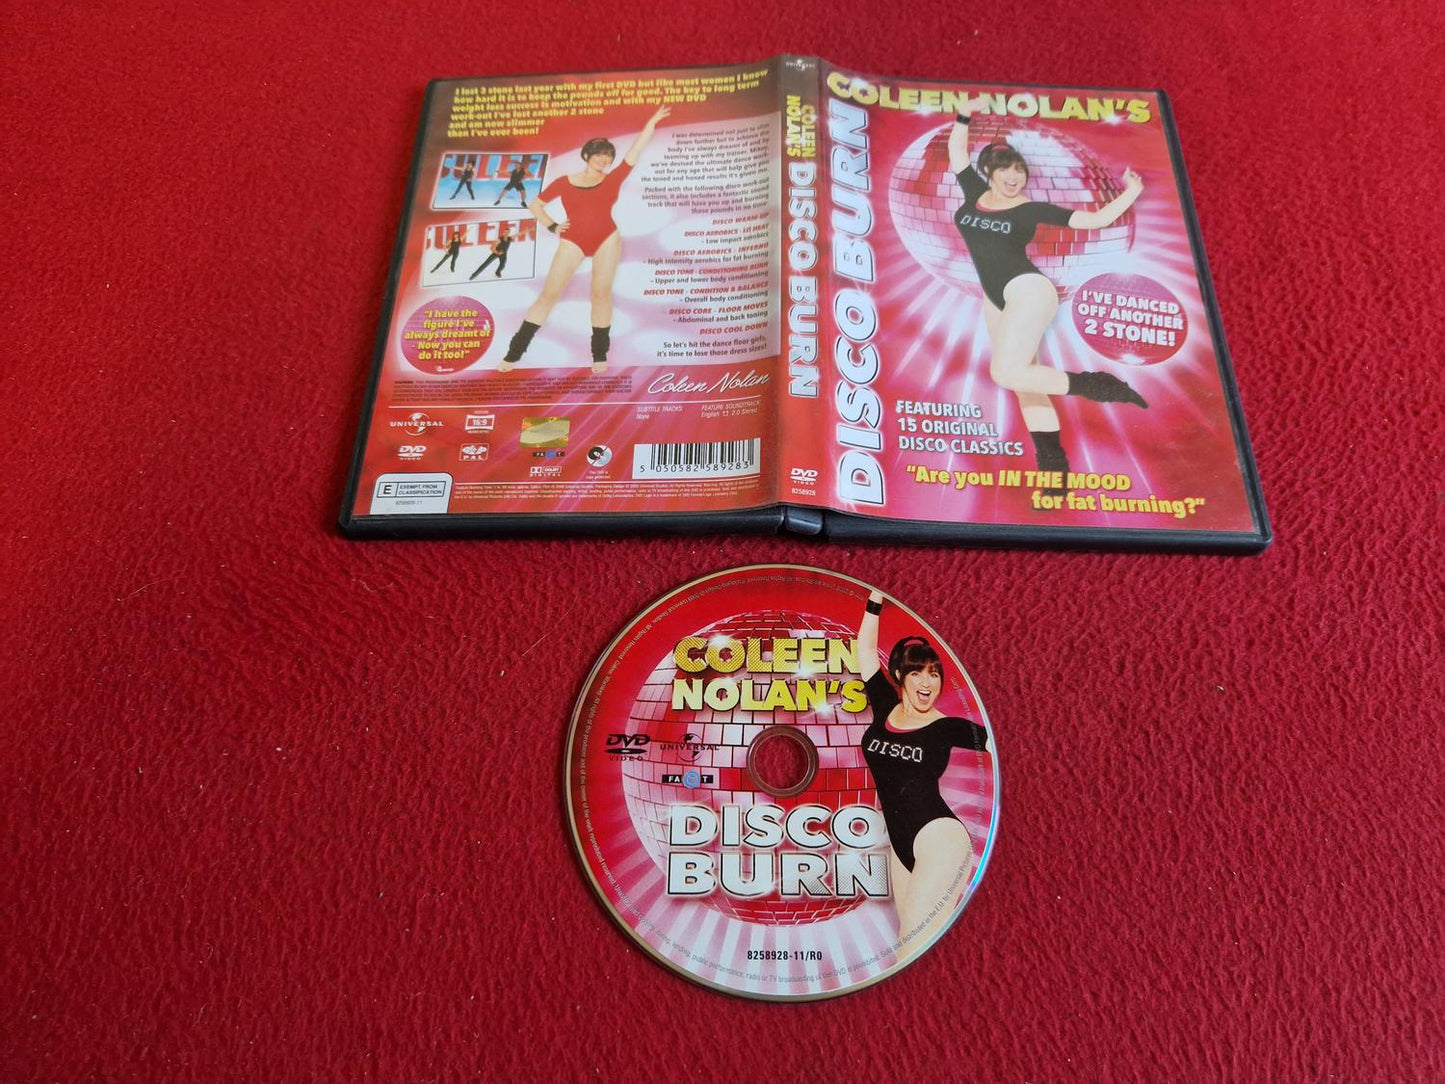 I lost 3 stone last year with my first DVD but like most women I know
how hard it is to keep the pounds off for good. The key to long term
weight loss success is motivation and with my NEW DVD
work-out I've lost another 2 stone
and am now slimmer
than I've ever been!
I was determined not just to slim
down further but to achieve the
body I've always dreamt of and by
teaming up with my trainer, Mikey,
we've devised the ultimate dance work-
out for any age that will help give you
the toned and honed results it's given me.
Packed with the following disco work-out
sections, it also includes a fantastic sound
track that will have you up and burning
those pounds in no time:
DISCO WARM-UP
DISCO AEROBICS - LO HEAT
- Low impact aerobics
DISCO AEROBICS - INFERNO
- High intensity aerobics for fat burning
DISCO TONE - CONDITIONING BURN
- Upper and lower body conditioning
DISCO TONE - CONDITION & BALANCE
- Overall body conditioning
DISCO CORE - FLOOR MOVES
- Abdominal and back toning
DISCO COOL DOWN
So let's hit the dance floor girls,
it's time to lose those dress sizes!
Coleen Nolan
"I have the
figure I've
always dreamt of
- Now you can
do it too!"
SUBTITLE TRACKS:
None
FEATURE SOUNDTRACK:
English 2.0 Stereo
UNIVERSAL
16:9
DVD
VIDEO
PAL
FACT
DOLBY
DIGITAL
5 050582 589283
E EXEMPT FROM
CLASSIFICATION
8258928-11
UNIVERSAL
COLEEN
NOLAN'S
DISCO BURN
DVD
VIDEO
8258928
COLEEN NOLAN'S
DISCO BURN
DISCO
I'VE DANCED
OFF ANOTHER
2 STONE!
FEATURING
15 ORIGINAL
DISCO CLASSICS
"Are you IN THE MOOD
for fat burning?"
COLEEN
NOLAN'S
DISCO
DVD
VIDEO
UNIVERSAL
FACT
DISCO
BURN
8258928-11/R0